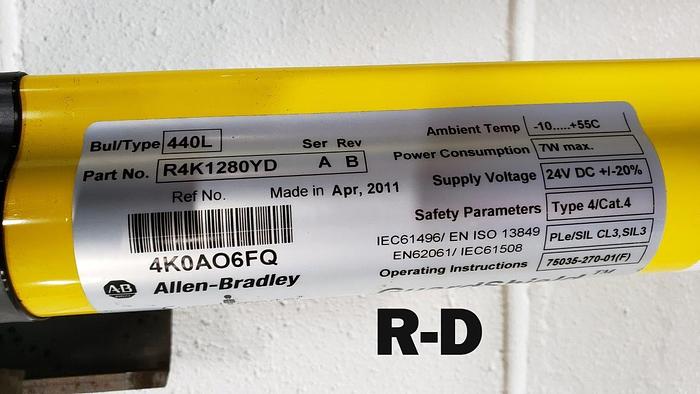 Bul/Type 440L
Ser Rev
Part No. R4K1280YD A B
Ref No. Made in Apr, 2011
4K0AO6FQ
AB Allen-Bradley
Ambient Temp -10.....+55C
Power Consumption 7W max.
Supply Voltage 24V DC +/-20%
Safety Parameters Type 4/Cat.4
IEC61496/ EN ISO 13849 PLe/SIL CL3,SIL3
EN62061/ IEC61508
Operating Instructions 75035-270-01(F)
GuardShield™
R-D